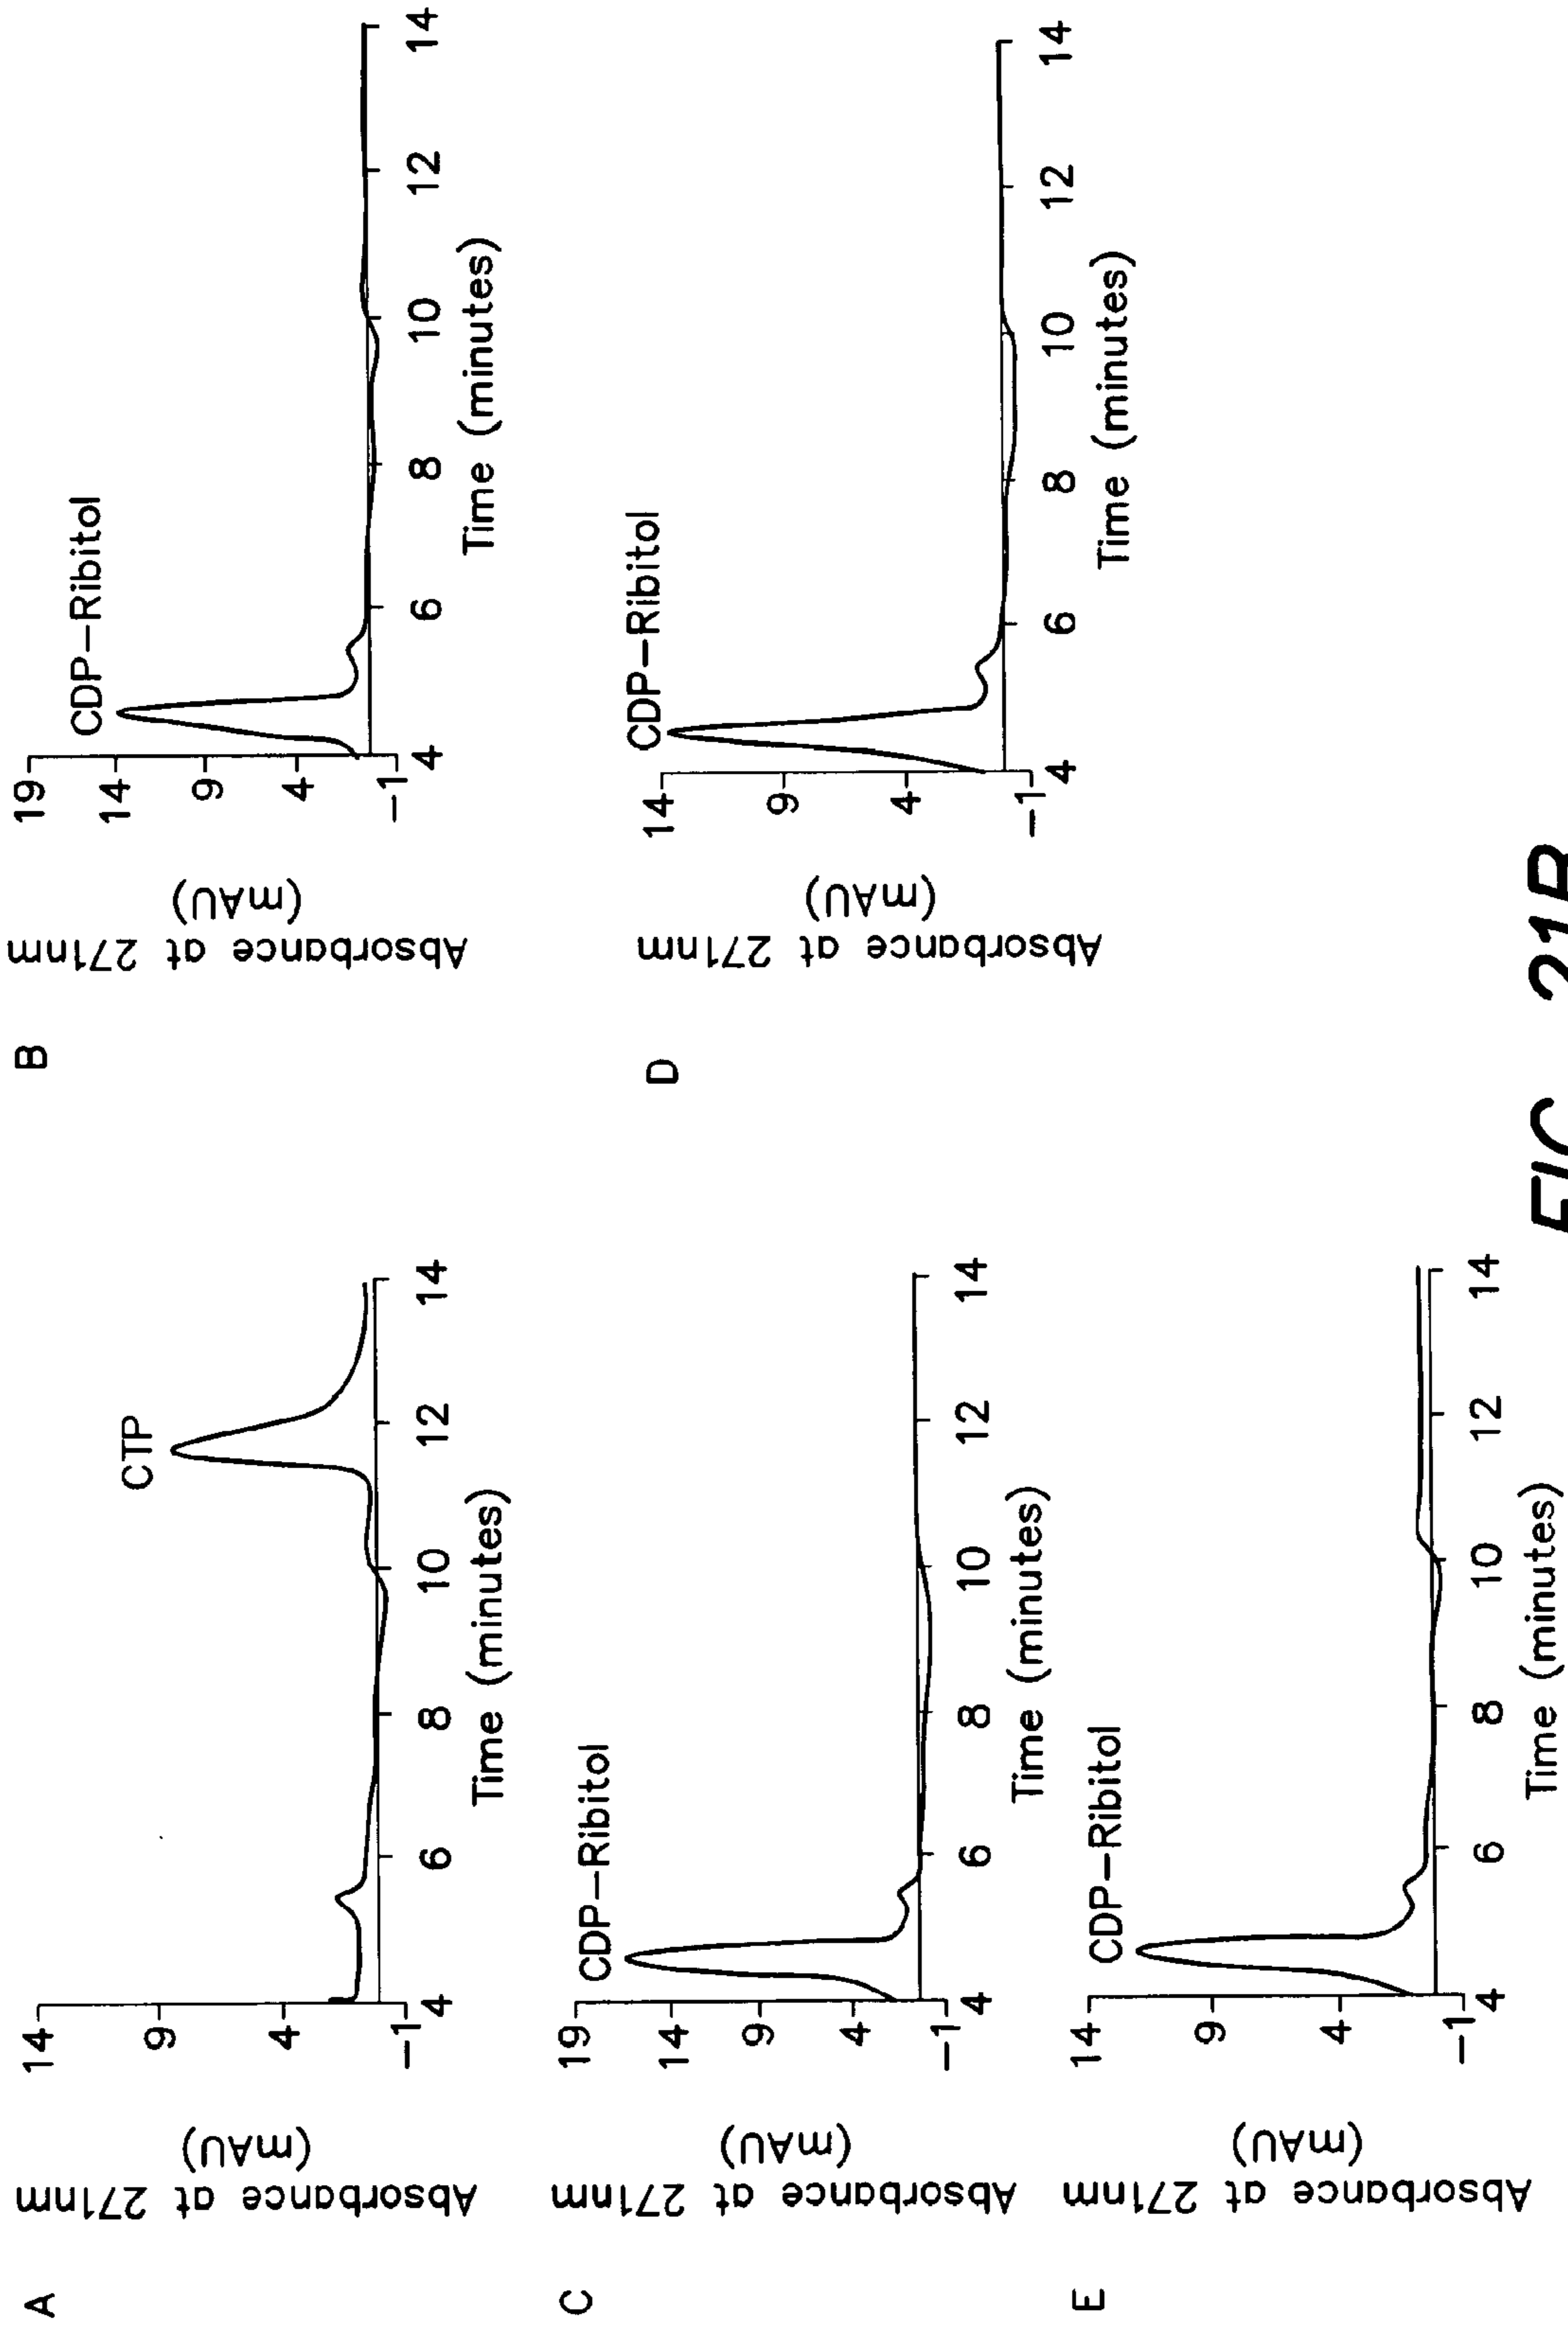 A
Absorbance at 271nm
(mAU)
14
9
4
-1
CTP
4
6
8
10
12
14
Time (minutes)
B
Absorbance at 271nm
(mAU)
19
14
9
4
-1
CDP-Ribitol
4
6
8
10
12
14
Time (minutes)
C
Absorbance at 271nm
(mAU)
19
14
9
4
-1
CDP-Ribitol
4
6
8
10
12
14
Time (minutes)
D
Absorbance at 271nm
(mAU)
14
9
4
-1
CDP-Ribitol
4
6
8
10
12
14
Time (minutes)
E
Absorbance at 271nm
(mAU)
14
9
4
-1
CDP-Ribitol
4
6
8
10
12
14
Time (minutes)
FIG. 21B